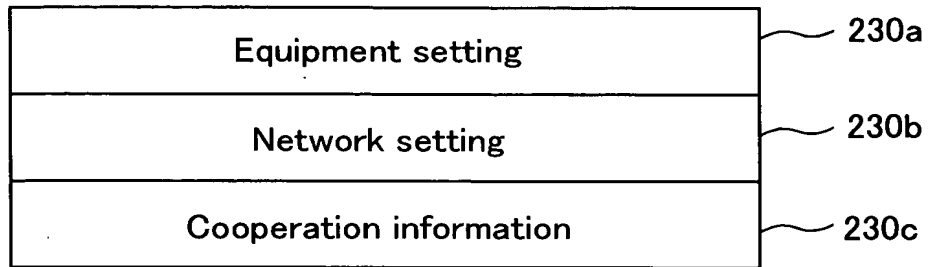 Equipment setting 230a
Network setting 230b
Cooperation information 230c